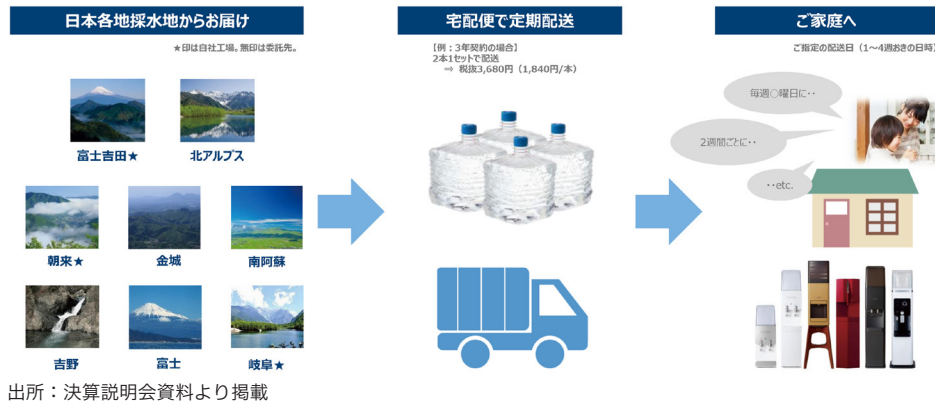 日本各地採水地からお届け
★印は自社工場。無印は委託先。
富士吉田★
北アルプス
朝来★
金城
南阿蘇
吉野
富士
岐阜★
宅配便で定期配送
【例：3年契約の場合】
2本1セットで配送
⇒ 税抜3,680円（1,840円/本）
ご家庭へ
ご指定の配送日（1～4週おきの日時）
毎週○曜日に・・
2週間ごとに・・
・・etc.
出所：決算説明会資料より掲載